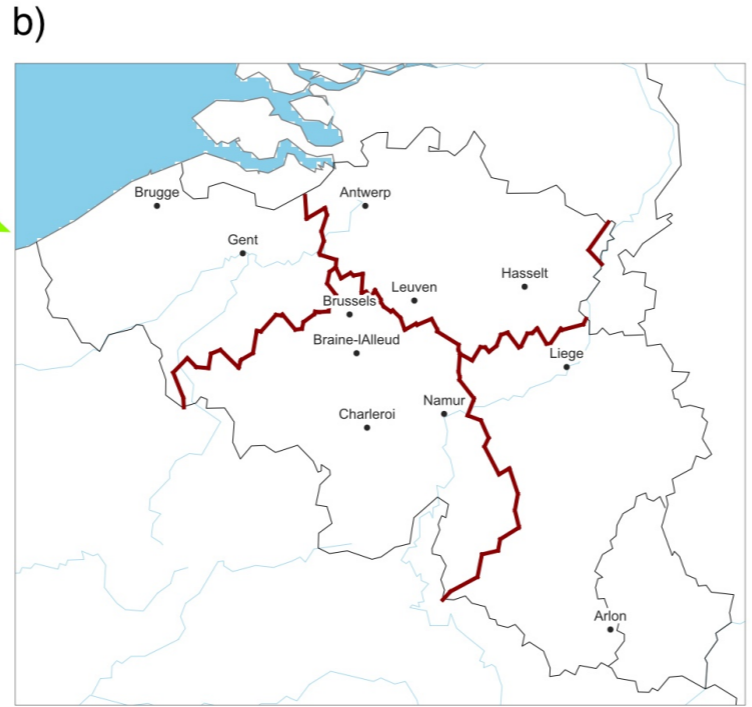 b)
Brugge
Antwerp
Gent
Hasselt
Leuven
Brussels
Braine-lAlleud
Liege
Namur
Charleroi
Arlon